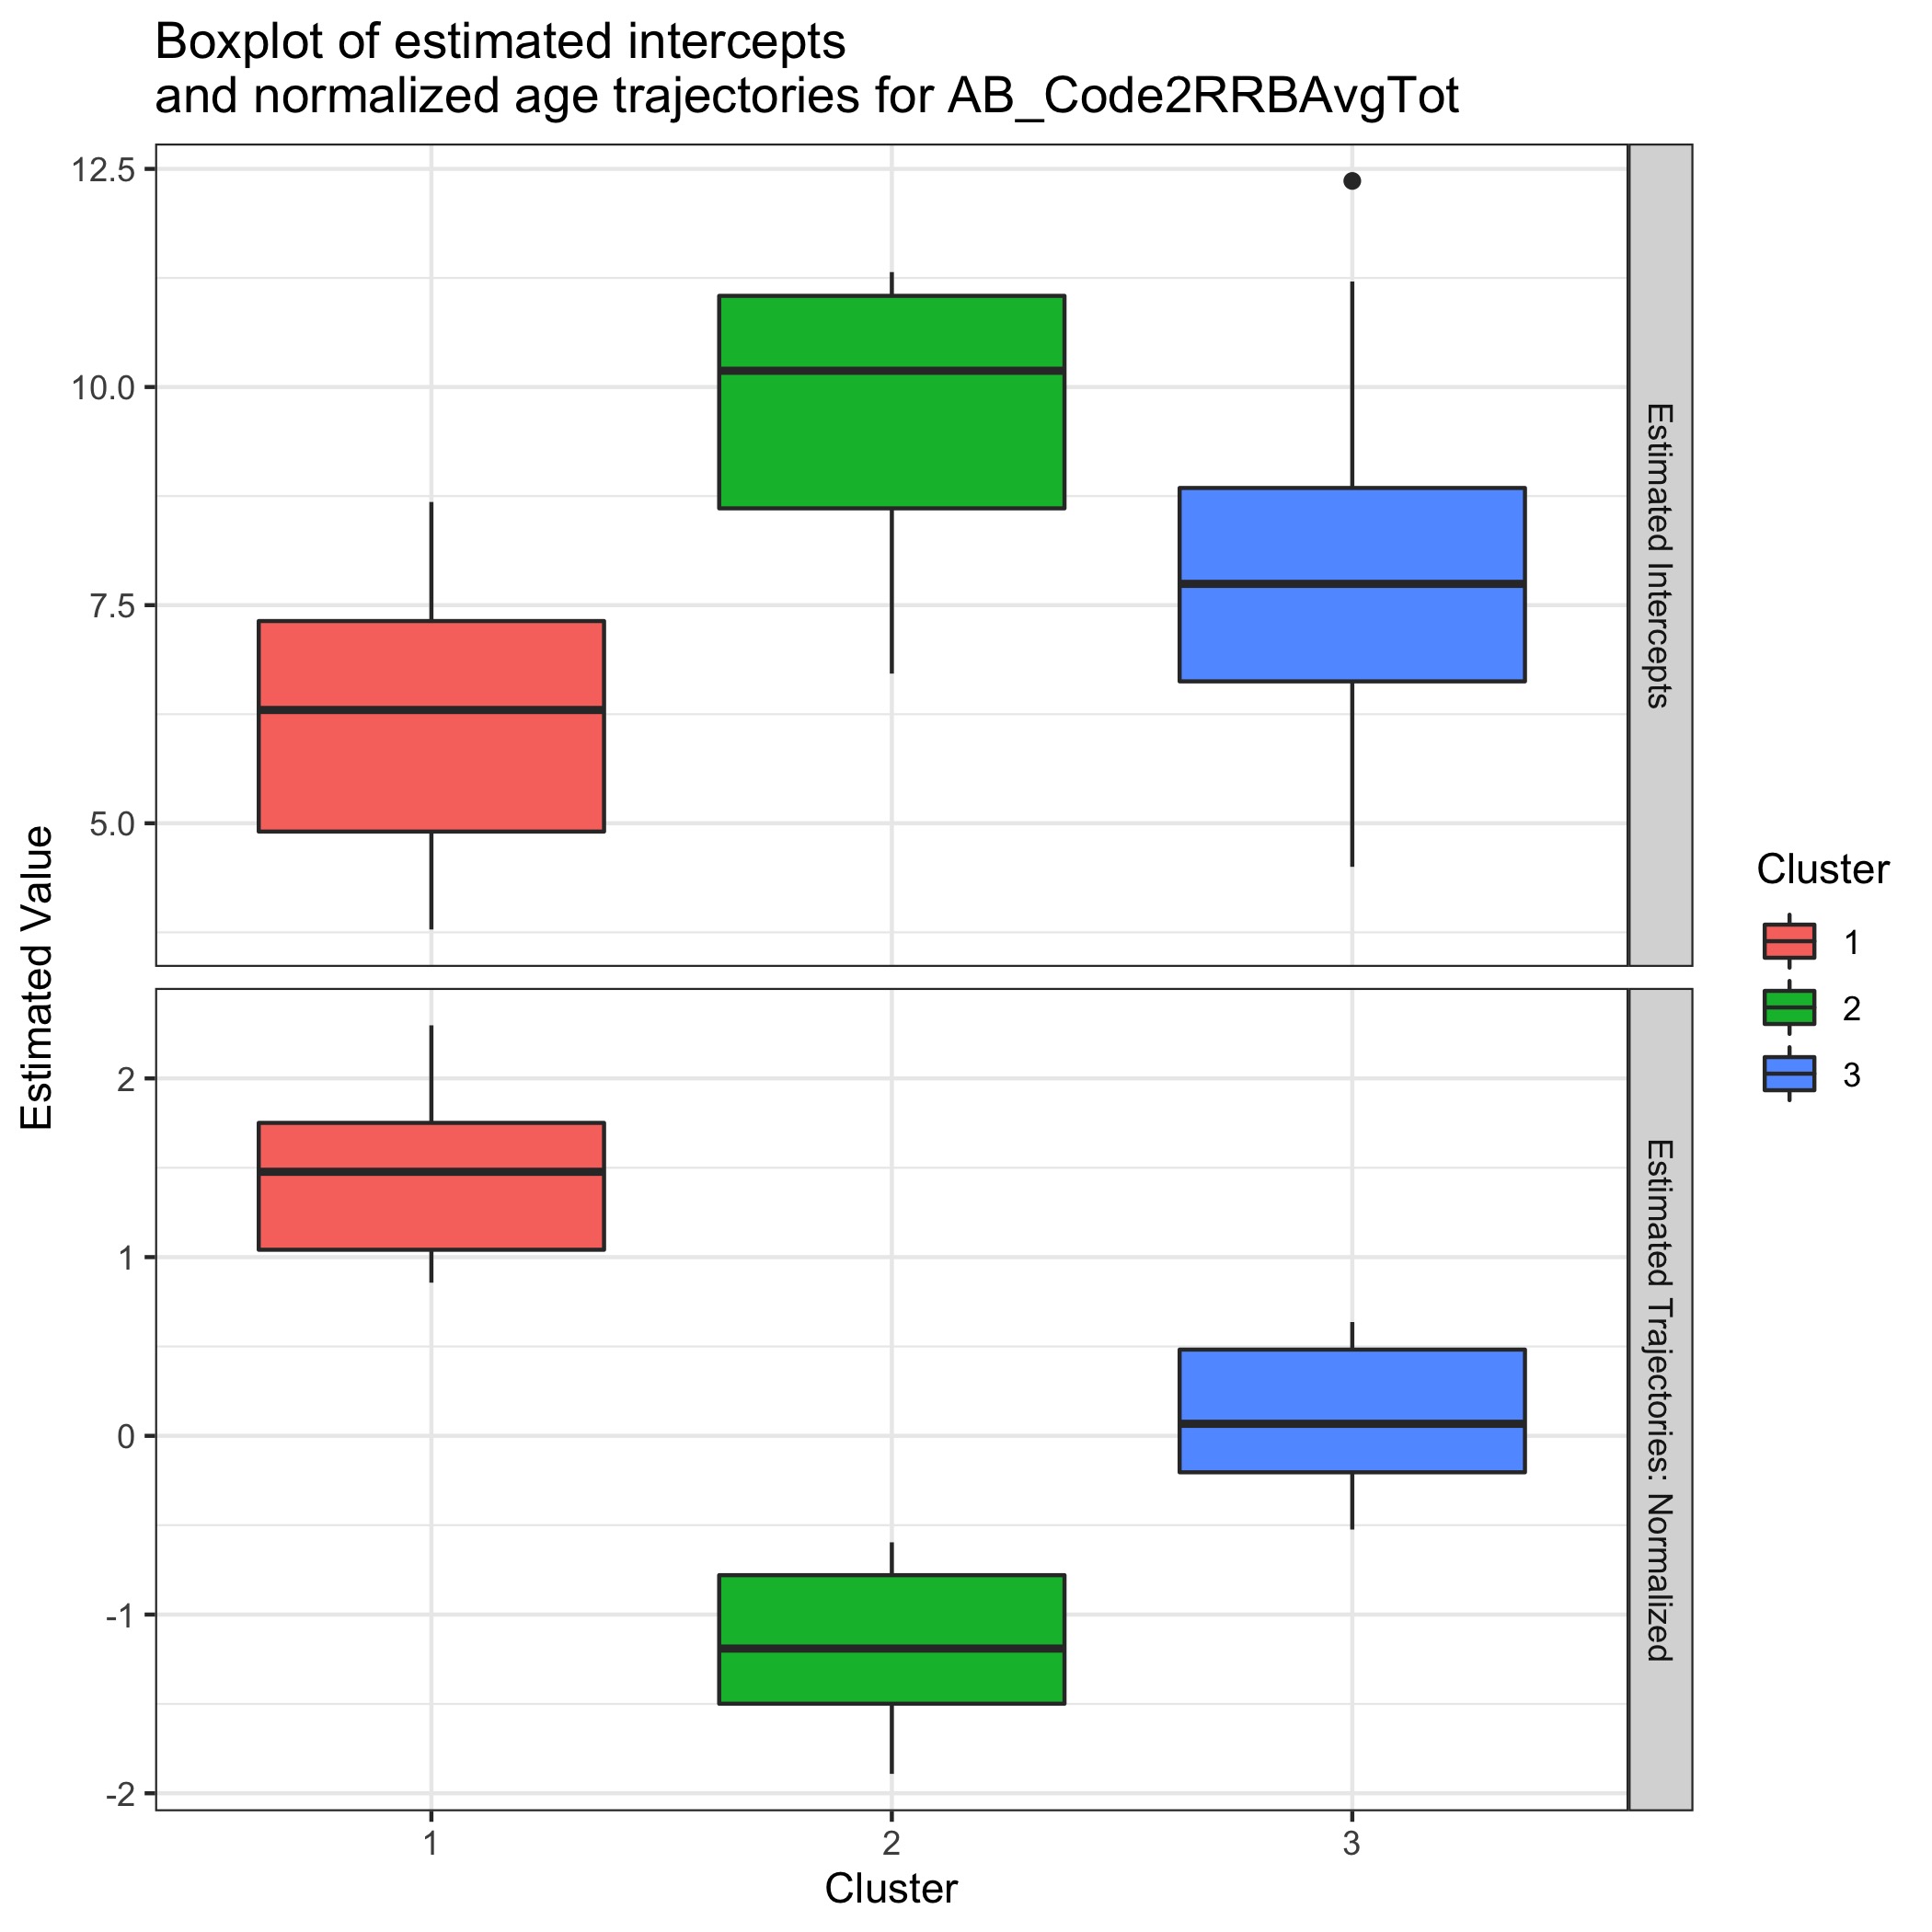 Boxplot of estimated intercepts
and normalized age trajectories for AB_Code2RRBAvgTot
Estimated Value
12.5
10.0
7.5
5.0
Estimated Intercepts
2
1
0
-1
-2
Estimated Trajectories: Normalized
1
2
3
Cluster
Cluster
1
2
3